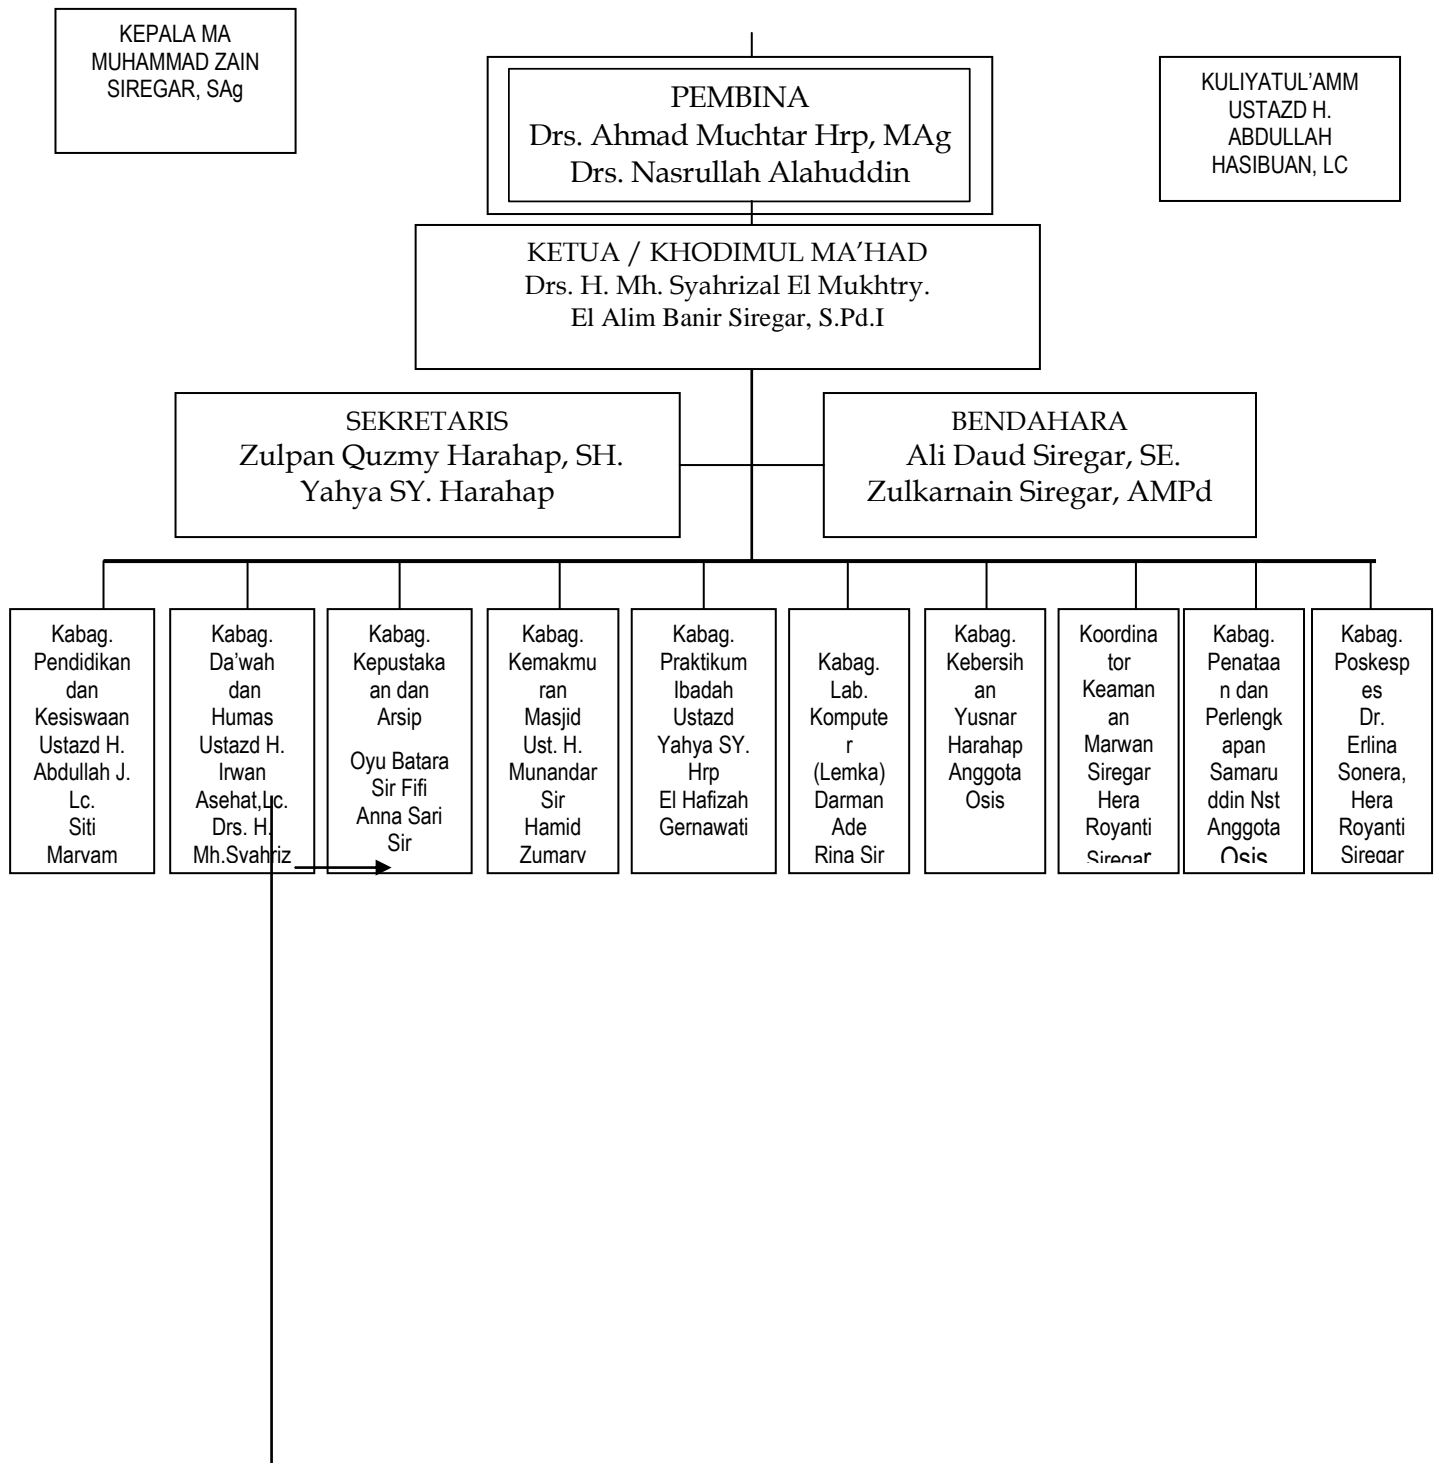 KEPALA MA
MUHAMMAD ZAIN
SIREGAR, SAg
PEMBINA
Drs. Ahmad Muchtar Hrp, MAg
Drs. Nasrullah Alahuddin
KULIYATUL’AMM
USTAZD H.
ABDULLAH
HASIBUAN, LC
KETUA / KHODIMUL MA’HAD
Drs. H. Mh. Syahrizal El Mukhtry.
El Alim Banir Siregar, S.Pd.I
SEKRETARIS
Zulpan Quzmy Harahap, SH.
Yahya SY. Harahap
BENDAHARA
Ali Daud Siregar, SE.
Zulkarnain Siregar, AMPd
Kabag.
Pendidikan
dan
Kesiswaan
Ustazd H.
Abdullah J.
Lc.
Siti
Maryam
Kabag.
Da’wah
dan
Humas
Ustazd H.
Irwan
Asehat,Lc.
Drs. H.
Mh.Syahriz
Kabag.
Kepustaka
an dan
Arsip
Oyu Batara
Sir Fifi
Anna Sari
Sir
Kabag.
Kemakmu
ran
Masjid
Ust. H.
Munandar
Sir
Hamid
Zumary
Kabag.
Praktikum
Ibadah
Ustazd
Yahya SY.
Hrp
El Hafizah
Gernawati
Kabag.
Lab.
Kompute
r
(Lemka)
Darman
Ade
Rina Sir
Kabag.
Kebersih
an
Yusnar
Harahap
Anggota
Osis
Koordina
tor
Keaman
an
Marwan
Siregar
Hera
Royanti
Siregar
Kabag.
Penataa
n dan
Perlengk
apan
Samaru
ddin Nst
Anggota
Osis
Kabag.
Poskesp
es
Dr.
Erlina
Sonera,
Hera
Royanti
Siregar